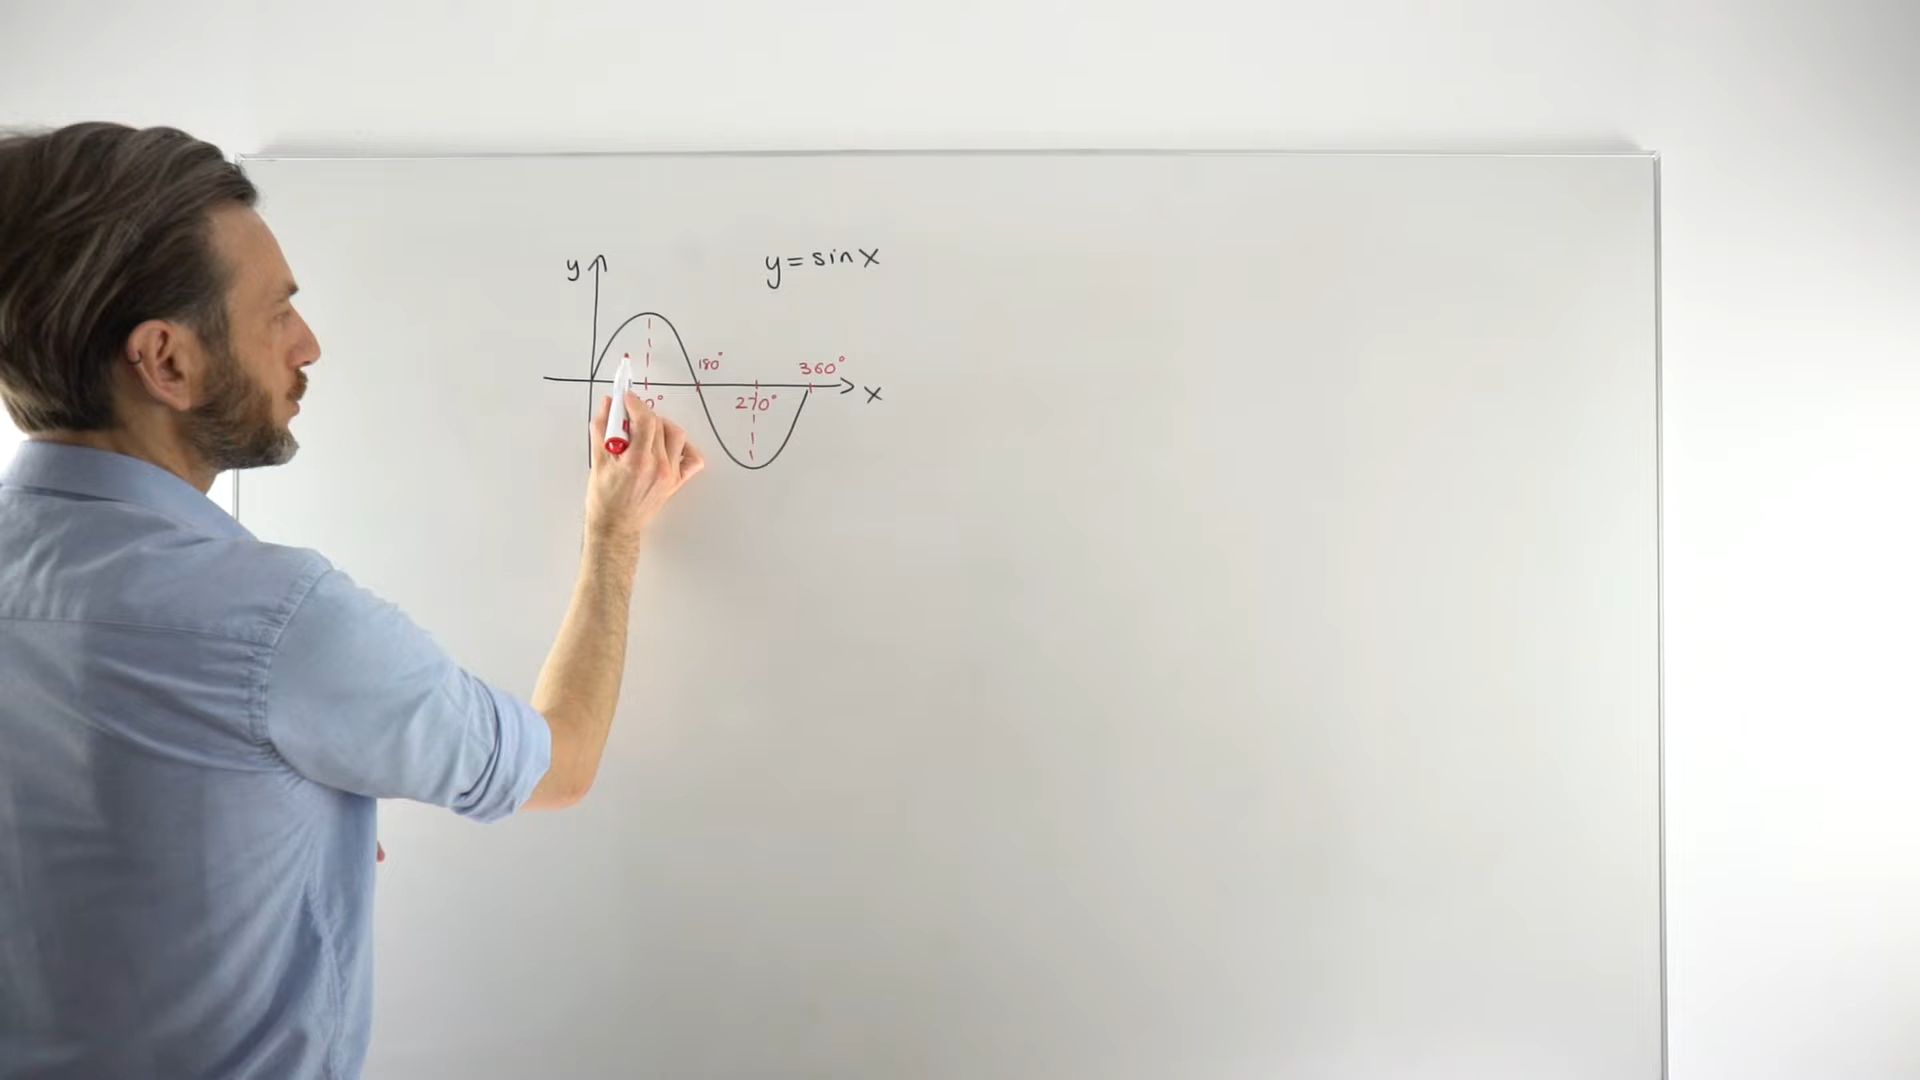 y
y = sin x
180°
360°
270°
x